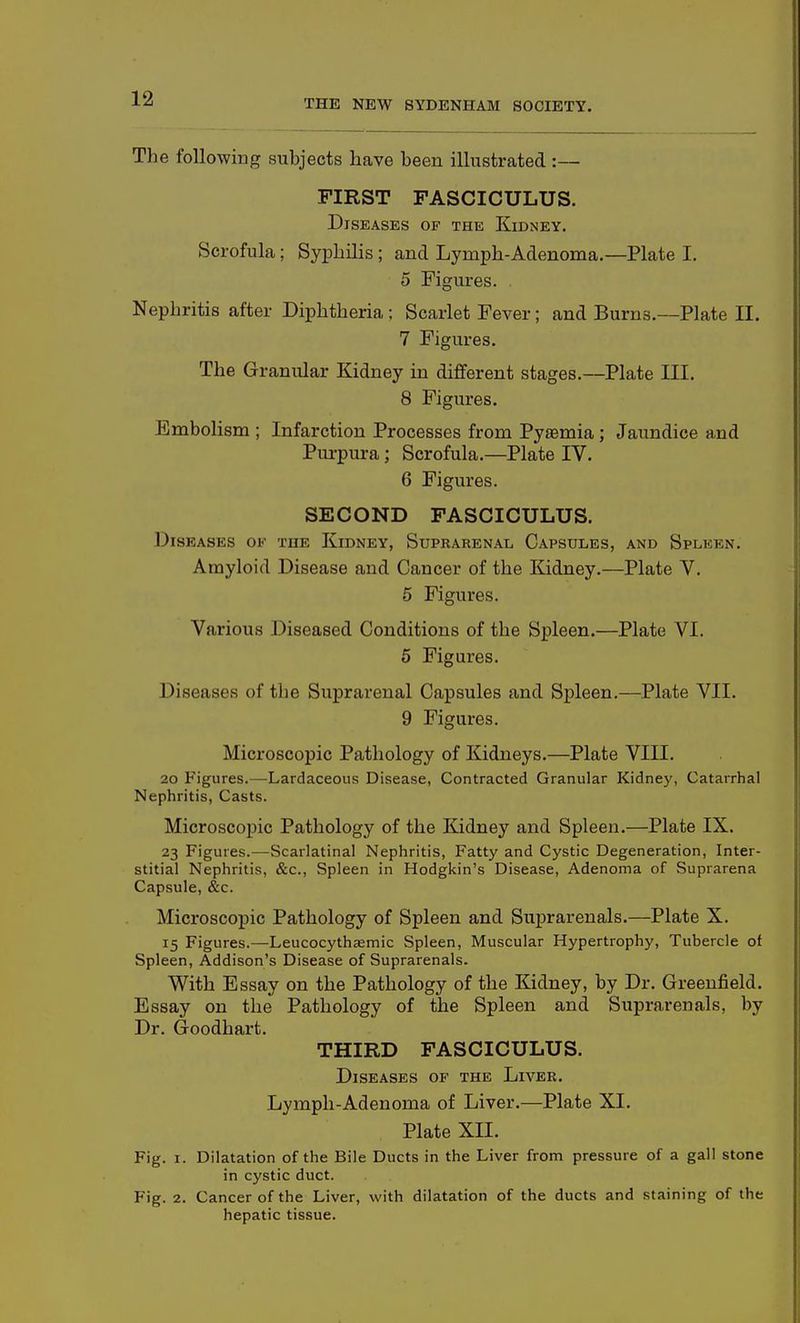 12
THE NEW SYDENHAM SOCIETY.
The following subjects have been illustrated :—
FIRST FASCICULUS.
Diseases of the Kidney.
Scrofula; Syphilis; and Lymph-Adenoma.—Plate I.
5 Figures.
Nephritis after Diphtheria; Scarlet Fever; and Burns.—Plate II.
7 Figures.
The Granular Kidney in different stages.—Plate III.
8 Figures.
Embolism; Infarction Processes from Pyæmia; Jaundice and
Purpura; Scrofula.—Plate IV.
6 Figures.
SECOND FASCICULUS.
Diseases of the Kidney, Suprarenal Capsules, and Spleen.
Amyloid Disease and Cancer of the Kidney.—Plate V.
5 Figures.
Various Diseased Conditions of the Spleen.—Plate VI.
5 Figures.
Diseases of the Suprarenal Capsules and Spleen.—Plate VII.
9 Figures.
Microscopic Pathology of Kidneys.—Plate VIII.
20 Figures.—Lardaceous Disease, Contracted Granular Kidney, Catarrhal
Nephritis, Casts.
Microscopic Pathology of the Kidney and Spleen.—Plate IX.
23 Figures.—Scarlatinal Nephritis, Fatty and Cystic Degeneration, Inter-
stitial Nephritis, &c., Spleen in Hodgkin's Disease, Adenoma of Suprarena
Capsule, &c.
Microscopic Pathology of Spleen and Suprarenals.—Plate X.
15 Figures.—Leucocythæmic Spleen, Muscular Hypertrophy, Tubercle of
Spleen, Addison's Disease of Suprarenals.
With Essay on the Pathology of the Kidney, by Dr. Greenfield.
Essay on the Pathology of the Spleen and Suprarenals, by
Dr. Goodhart.
THIRD FASCICULUS.
Diseases of the Liver.
Lymph-Adenoma of Liver.—Plate XI.
Plate XII.
Fig. 1. Dilatation of the Bile Ducts in the Liver from pressure of a gall stone
in cystic duct.
Fig. 2. Cancer of the Liver, with dilatation of the ducts and staining of the
hepatic tissue.